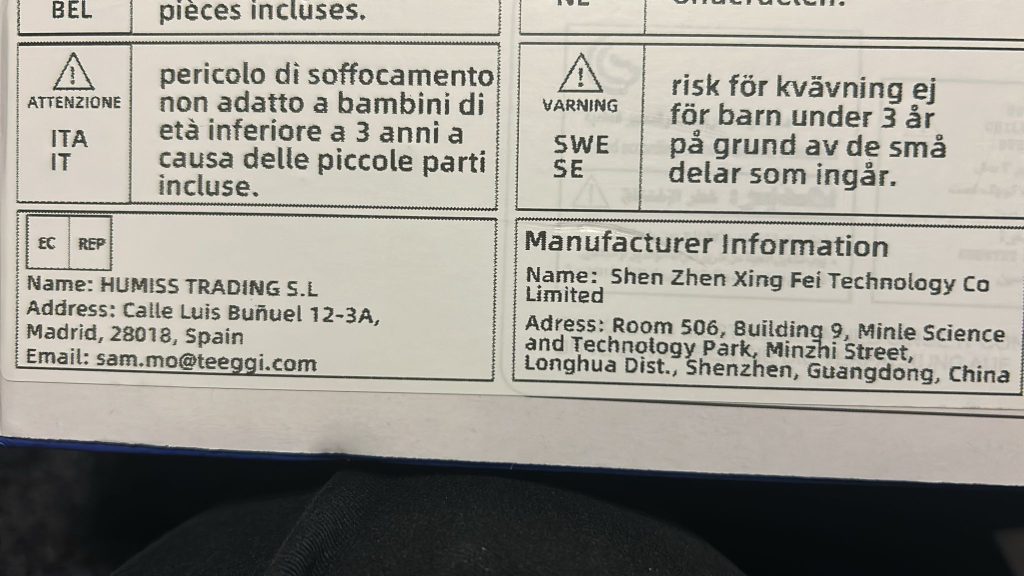 BEL
pièces incluses.
ATTENZIONE
ITA
IT
pericolo di soffocamento
non adatto a bambini di
età inferiore a 3 anni a
causa delle piccole parti
incluse.
VARNING
SWE
SE
risk för kvävning ej
för barn under 3 år
på grund av de små
delar som ingår.
EC REP
Name: HUMISS TRADING S.L
Address: Calle Luis Buñuel 12-3A,
Madrid, 28018, Spain
Email: sam.mo@teeggi.com
Manufacturer Information
Name: Shen Zhen Xing Fei Technology Co
Limited
Adress: Room 506, Building 9, Minle Science
and Technology Park, Minzhi Street,
Longhua Dist., Shenzhen, Guangdong, China